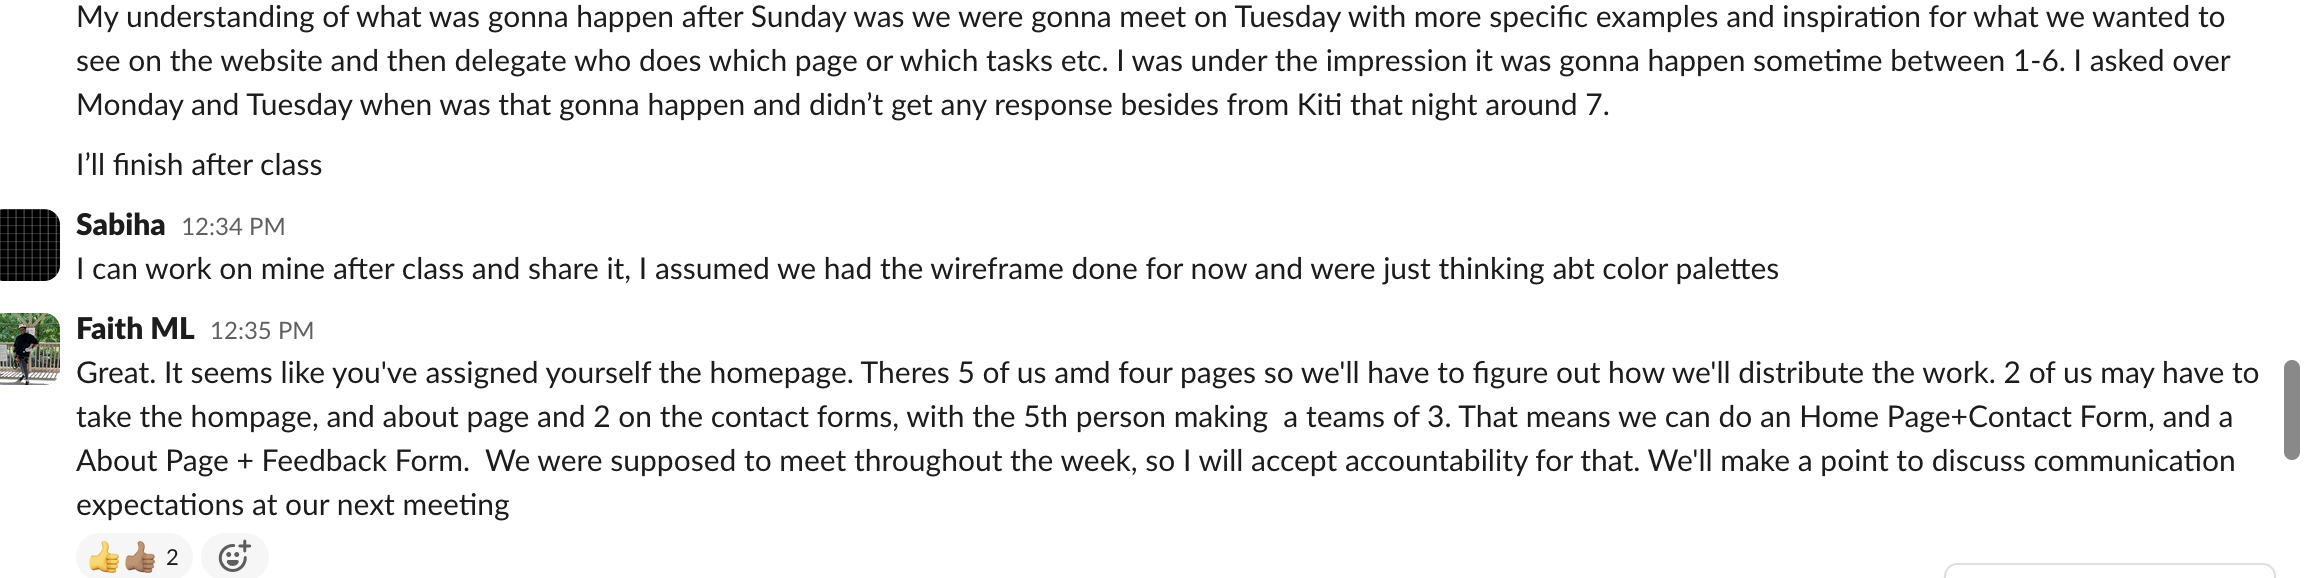 My understanding of what was gonna happen after Sunday was we were gonna meet on Tuesday with more specific examples and inspiration for what we wanted to
see on the website and then delegate who does which page or which tasks etc. I was under the impression it was gonna happen sometime between 1-6. I asked over
Monday and Tuesday when was that gonna happen and didn’t get any response besides from Kiti that night around 7.
I’ll finish after class
Sabiha 12:34 PM
I can work on mine after class and share it, I assumed we had the wireframe done for now and were just thinking abt color palettes
Faith ML 12:35 PM
Great. It seems like you've assigned yourself the homepage. Theres 5 of us amd four pages so we'll have to figure out how we'll distribute the work. 2 of us may have to
take the hompage, and about page and 2 on the contact forms, with the 5th person making  a teams of 3. That means we can do an Home Page+Contact Form, and a
About Page + Feedback Form.  We were supposed to meet throughout the week, so I will accept accountability for that. We'll make a point to discuss communication
expectations at our next meeting
👍👍🏽 2